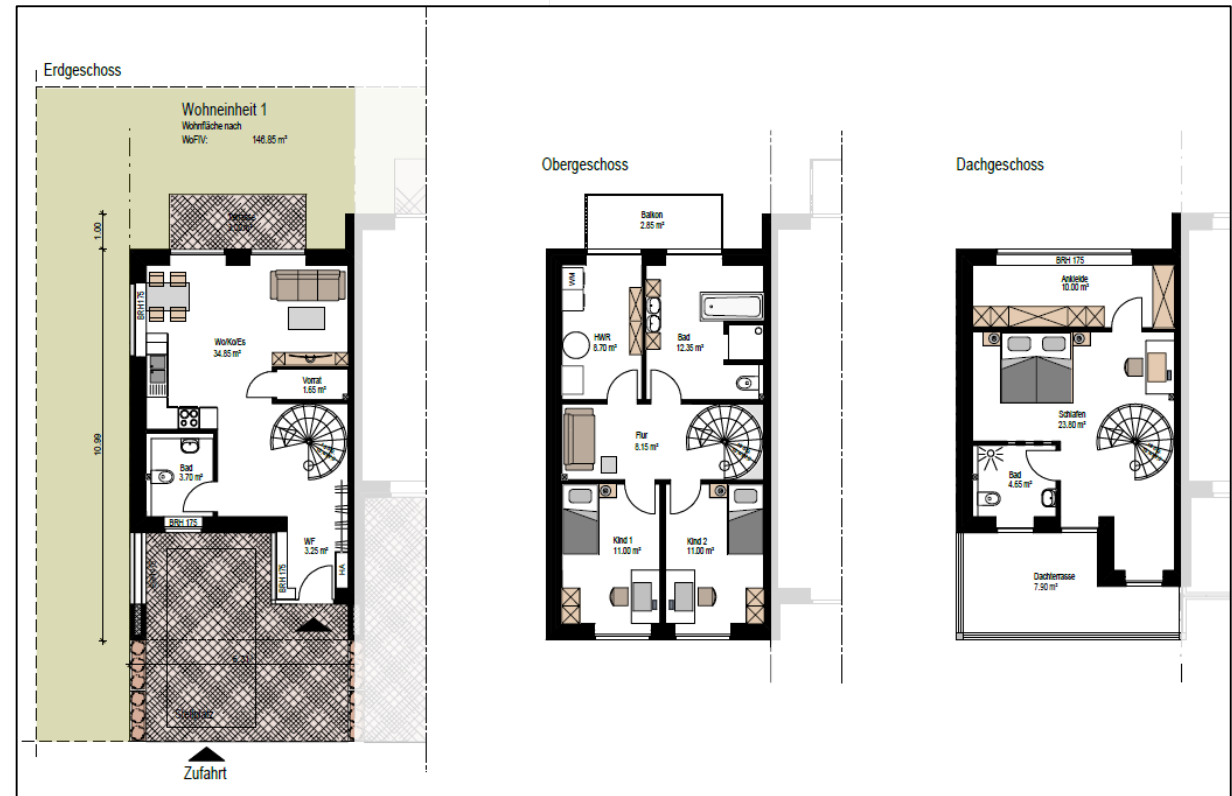 Erdgeschoss
Wohneinheit 1
Wohnfläche nach
WoFIV: 146.85 m²
1.00
10.99
BRH 175
Wo/Ko/Es
34.85 m²
Vorrat
1.65 m²
Bad
3.70 m²
BRH 175
WF
3.25 m²
BRH 175
HA
Stellplatz
Zufahrt
Obergeschoss
Balkon
2.85 m²
WM
HWR
8.70 m²
Bad
12.35 m²
Flur
8.15 m²
Kind 1
11.00 m²
Kind 2
11.00 m²
Dachgeschoss
BRH 175
Ankleide
10.00 m²
Schlafen
23.80 m²
Bad
4.65 m²
Dachterrasse
7.90 m²